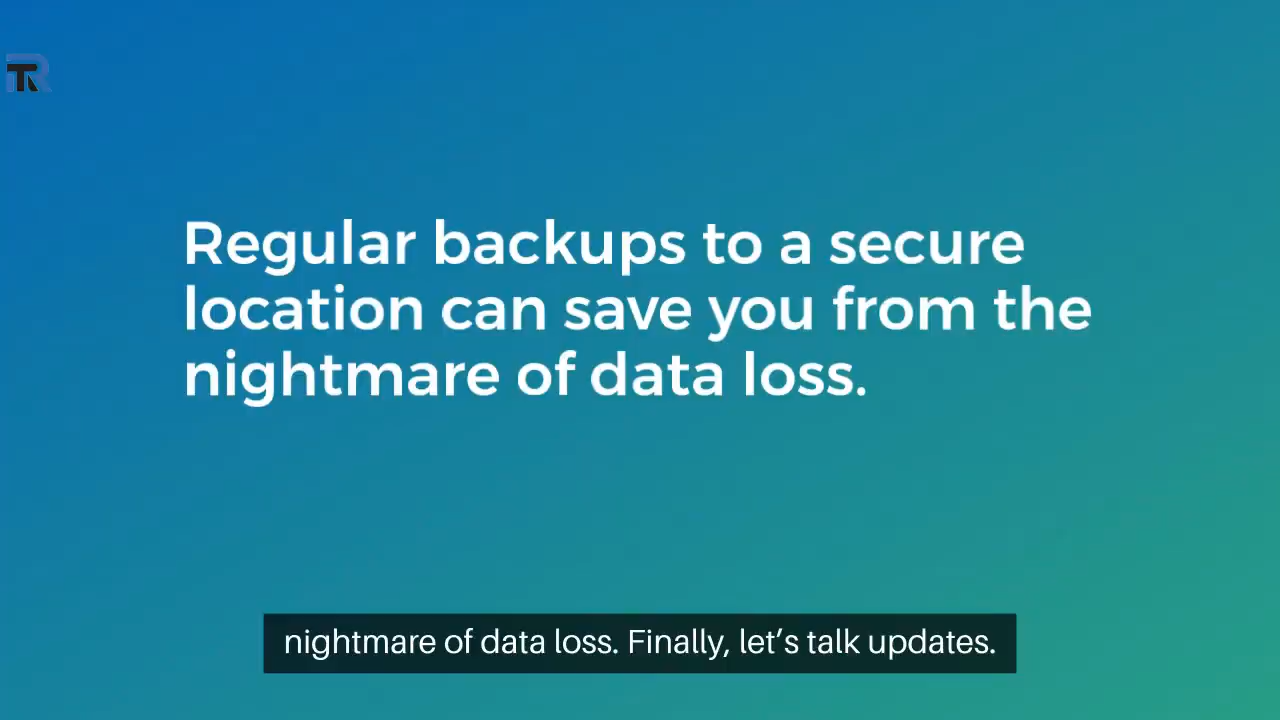 TR
Regular backups to a secure
location can save you from the
nightmare of data loss.
nightmare of data loss. Finally, let’s talk updates.